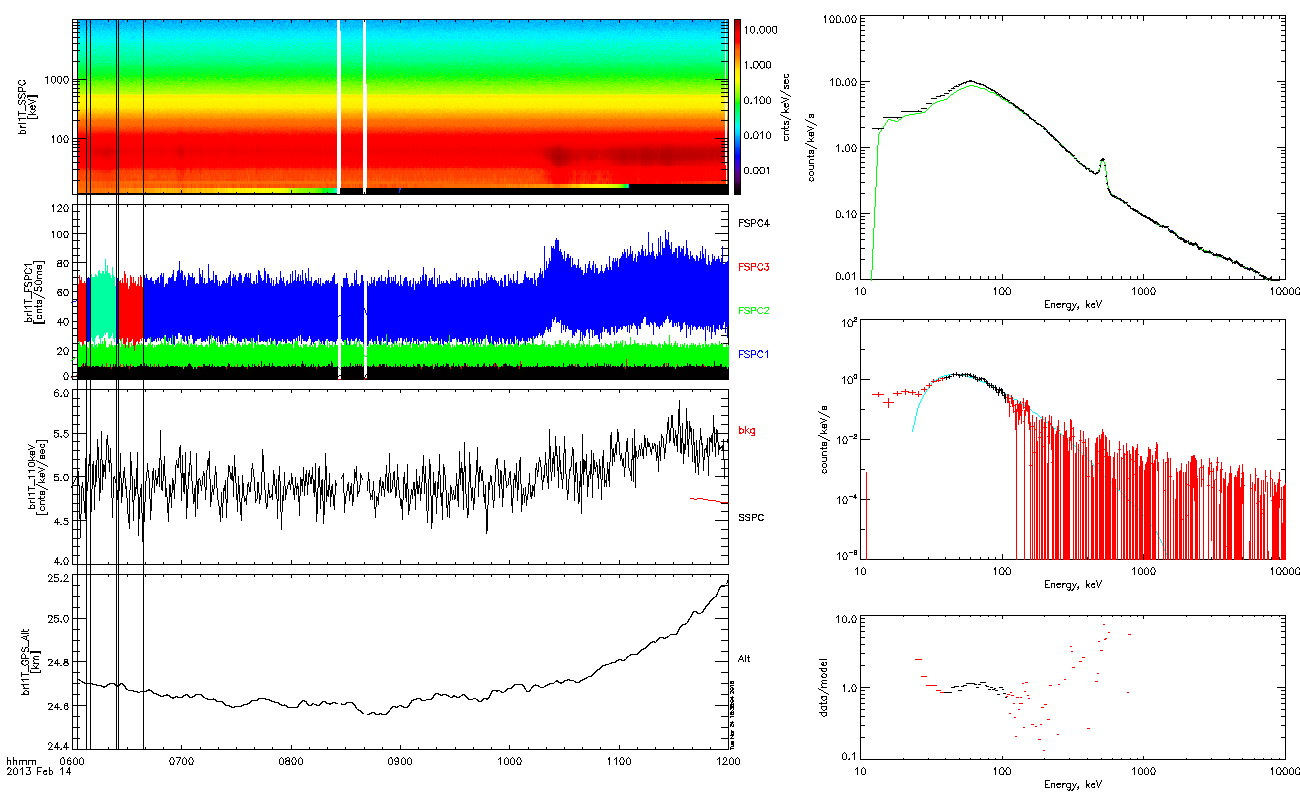 brl1T_SSPC
[keV]
1000
100
10.000
1.000
0.100
0.010
0.001
cnts/keV/sec
brl1T_FSPC1
[cnts/50ms]
120
100
80
60
40
20
0
FSPC4
FSPC3
FSPC2
FSPC1
brl1T_110keV
[cnts/keV/sec]
6.0
5.5
5.0
4.5
4.0
bkg
SSPC
brl1T_GPS_Alt
[km]
25.2
25.0
24.8
24.6
24.4
Alt
hhmm
2013 Feb 14
0600
0700
0800
0900
1000
1100
1200
counts/keV/s
100.00
10.00
1.00
0.10
0.01
10
100
1000
10000
Energy, keV
counts/keV/s
10²
10⁰
10⁻²
10⁻⁴
10
100
1000
10000
Energy, keV
data/model
10.0
1.0
0.1
10
100
1000
10000
Energy, keV